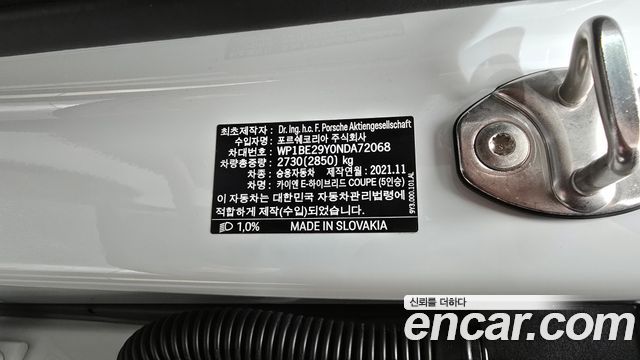 최초제작자 : Dr. Ing. h.c. F. Porsche Aktiengesellschaft
수입자명 : 포르쉐코리아 주식회사
차대번호 : WP1BE29Y0NDA72068
차량총중량 : 2730(2850) kg
차종 : 승용자동차 제작연월 : 2021.11
차명 : 카이엔 E-하이브리드 COUPE (5인승)
이 자동차는 대한민국 자동차관리법령에
적합하게 제작(수입)되었습니다.
1,0% MADE IN SLOVAKIA
9Y3.000.101.AL
신뢰를 더하다
encar.com